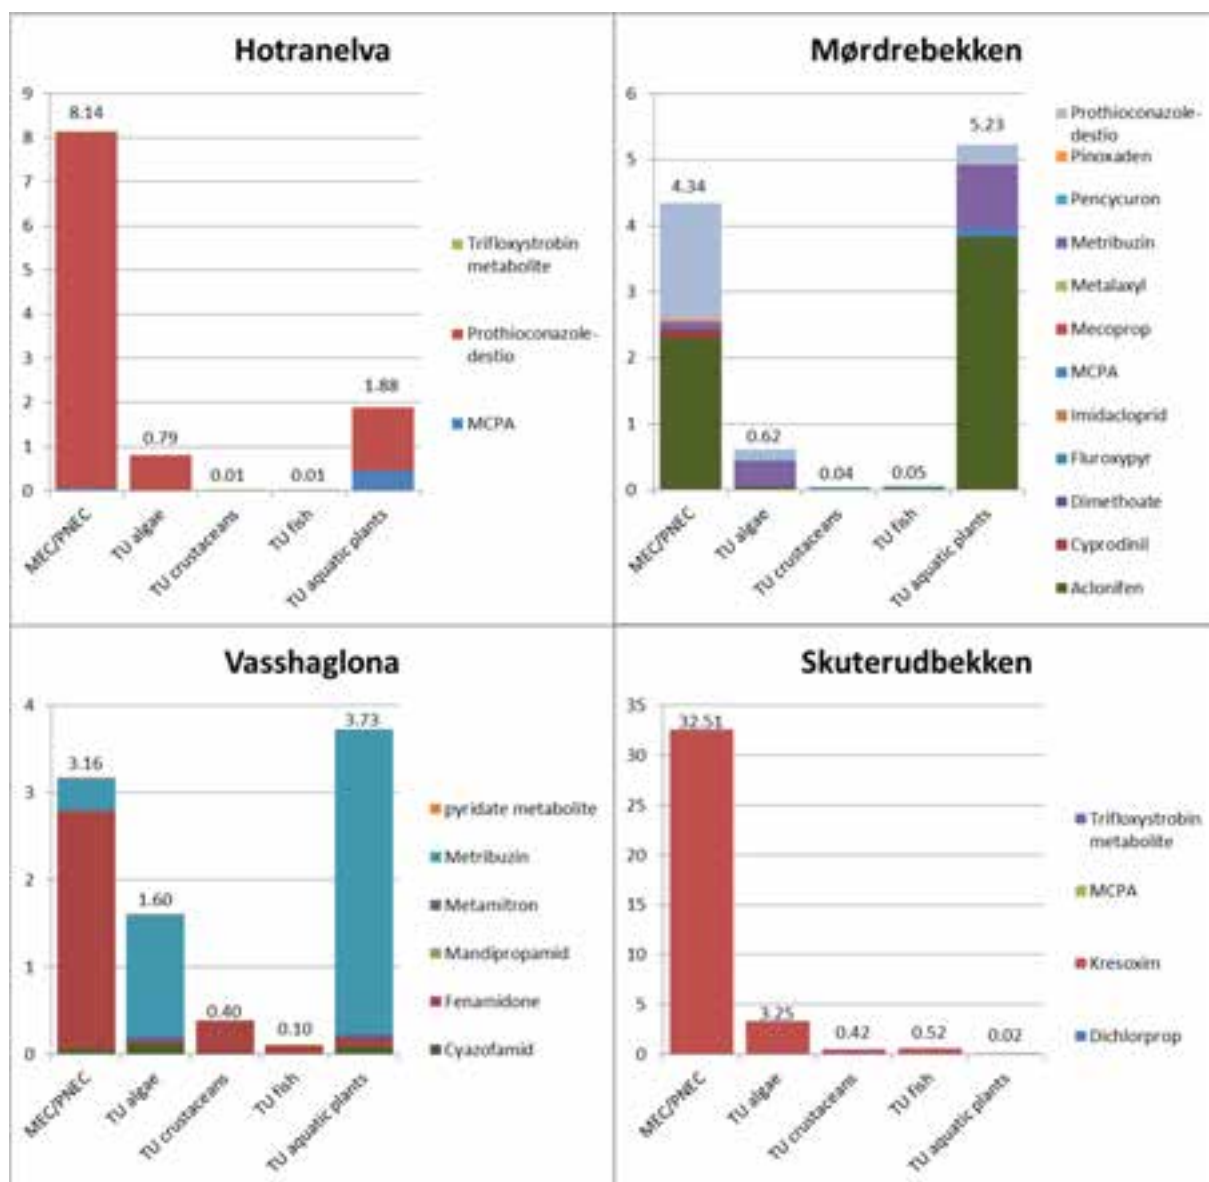 Hotranelva
9
8
7
6
5
4
3
2
1
0
8.14
0.79
0.01
0.01
1.88
MEC/PNEC
TU algae
TU crustaceans
TU fish
TU aquatic plants
Trifloxystrobin
metabolite
Prothioconazole-
destio
MCPA
Mørdrebekken
6
5
4
3
2
1
0
4.34
0.62
0.04
0.05
5.23
MEC/PNEC
TU algae
TU crustaceans
TU fish
TU aquatic plants
Prothioconazole-
destio
Pinoxaden
Pencycuron
Metribuzin
Metalaxyl
Mecoprop
MCPA
Imidacloprid
Fluroxypyr
Dimethoate
Cyprodinil
Aclonifen
Vasshaglona
4
3
2
1
0
3.16
1.60
0.40
0.10
3.73
MEC/PNEC
TU algae
TU crustaceans
TU fish
TU aquatic plants
pyridate metabolite
Metribuzin
Metamitron
Mandipropamid
Fenamidone
Cyazofamid
Skuterudbekken
35
30
25
20
15
10
5
0
32.51
3.25
0.42
0.52
0.02
MEC/PNEC
TU algae
TU crustaceans
TU fish
TU aquatic plants
Trifloxystrobin
metabolite
MCPA
Kresoxim
Dichlorprop